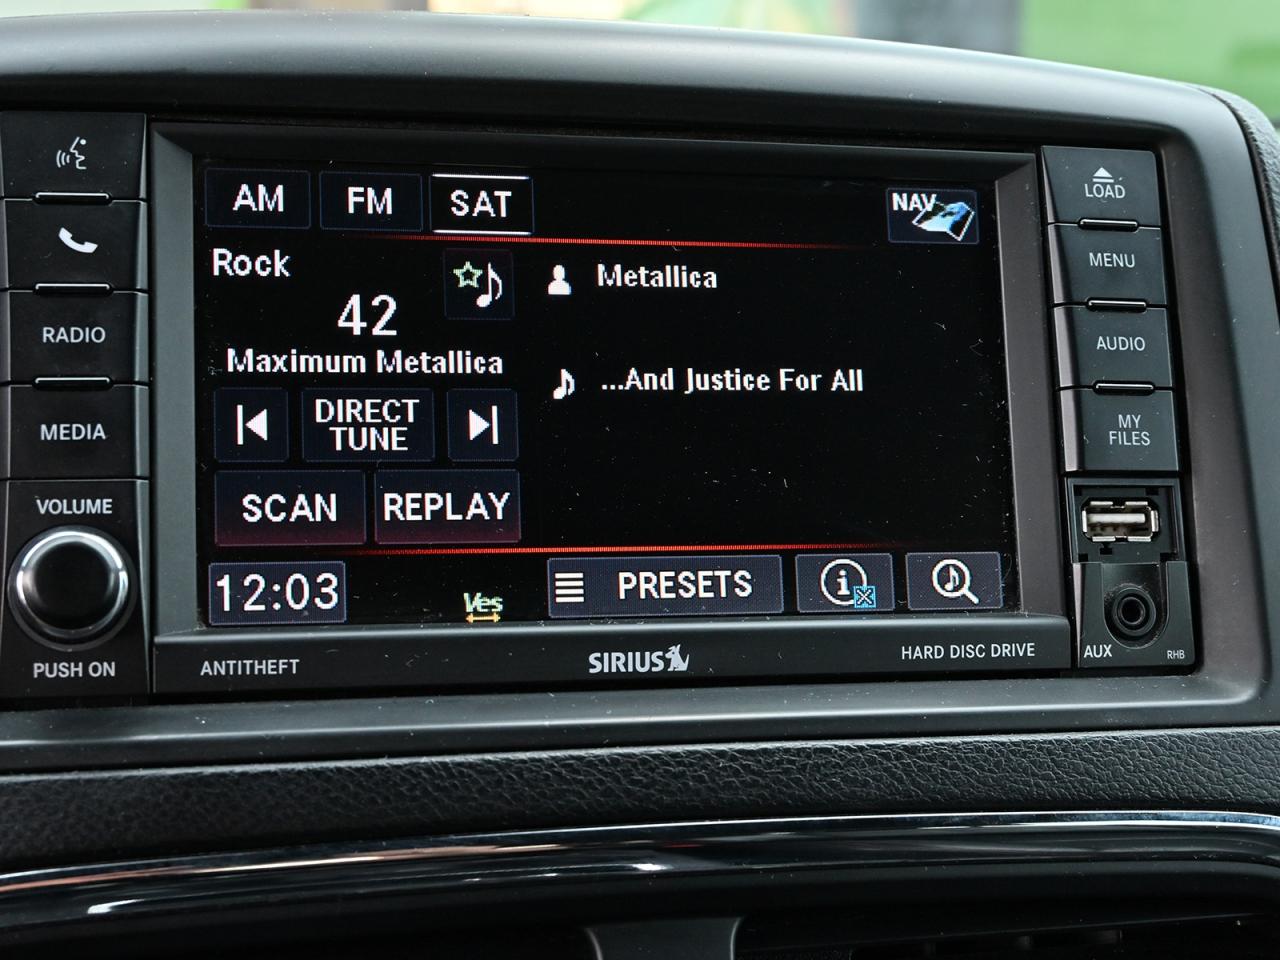 AM FM SAT
NAV
Rock
42
Maximum Metallica
DIRECT
TUNE
SCAN REPLAY
Metallica
...And Justice For All
12:03
Ves
PRESETS
i
RADIO
MEDIA
VOLUME
PUSH ON
ANTITHEFT
SIRIUS
HARD DISC DRIVE
LOAD
MENU
AUDIO
MY
FILES
AUX
RHB